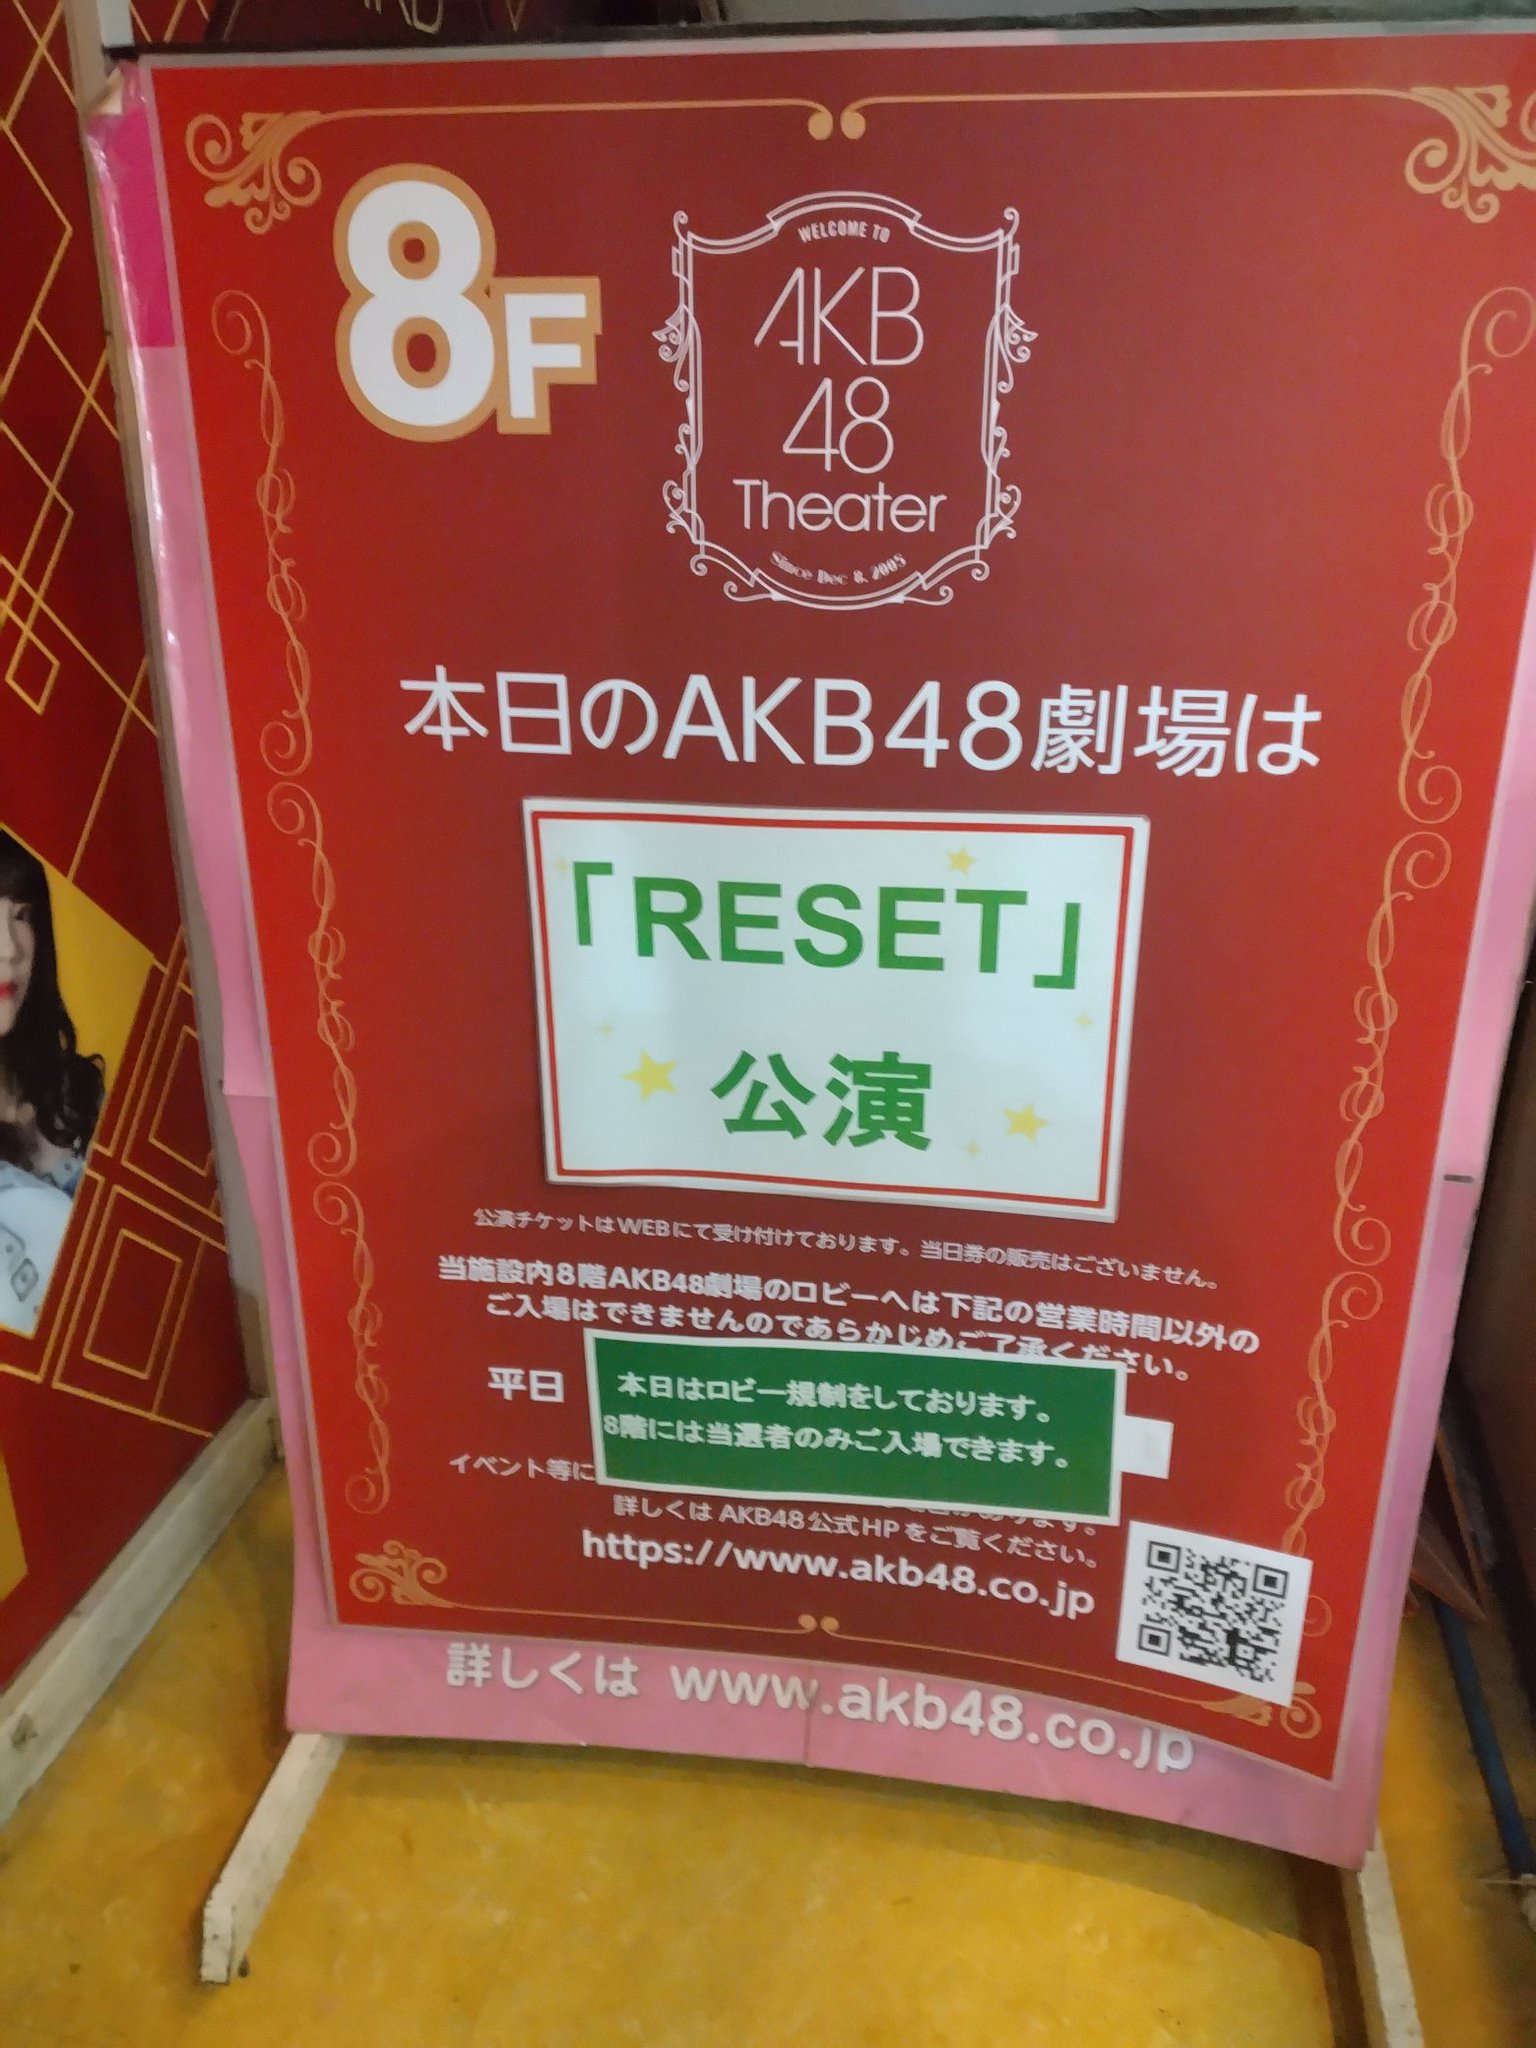 8F
WELCOME TO
AKB
48
Theater
Since Dec 8. 2005
本日のAKB48劇場は
「RESET」
公演
公演チケットはWEBにて受け付けております。当日券の販売はございません。
当施設内8階AKB48劇場のロビーへは下記の営業時間以外の
ご入場はできませんのであらかじめご了承ください。
平日
本日はロビー規制をしております。
8階には当選者のみご入場できます。
イベント等に
ります。
詳しくは AKB48公式HPをご覧ください。
https://www.akb48.co.jp
詳しくは www.akb48.co.jp